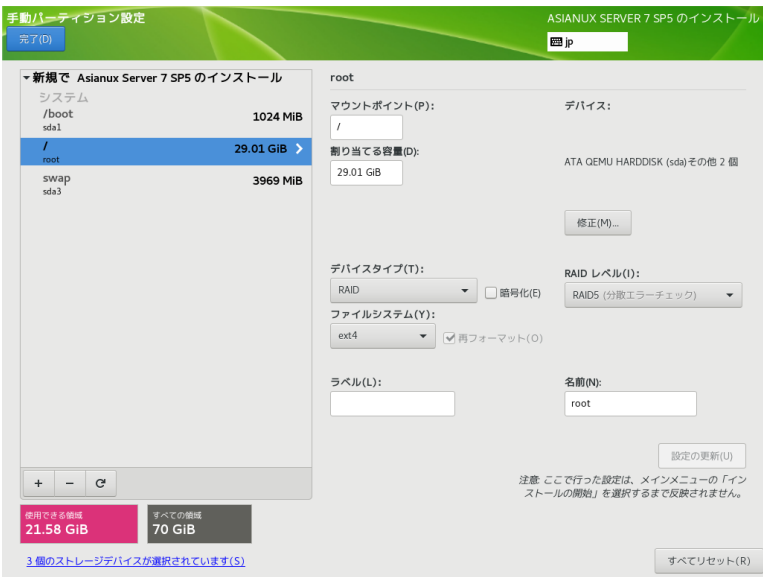 手動パーティション設定
ASIANUX SERVER 7 SP5 のインストール
完了(D)
jp
新規で Asianux Server 7 SP5 のインストール
システム
/boot
1024 MiB
sda1
/
29.01 GiB
root
swap
3969 MiB
sda3
root
マウントポイント(P):
デバイス:
/
割り当てる容量(D):
29.01 GiB
ATA QEMU HARDDISK (sda)その他 2 個
修正(M)...
デバイスタイプ(T):
RAID レベル(I):
RAID
暗号化(E)
RAID5 (分散エラーチェック)
ファイルシステム(Y):
ext4
再フォーマット(O)
ラベル(L):
名前(N):
root
設定の更新(U)
注意: ここで行った設定は、メインメニューの「イン
ストールの開始」を選択するまで反映されません。
+ −
使用できる領域
21.58 GiB
すべての領域
70 GiB
3 個のストレージデバイスが選択されています(S)
すべてリセット(R)